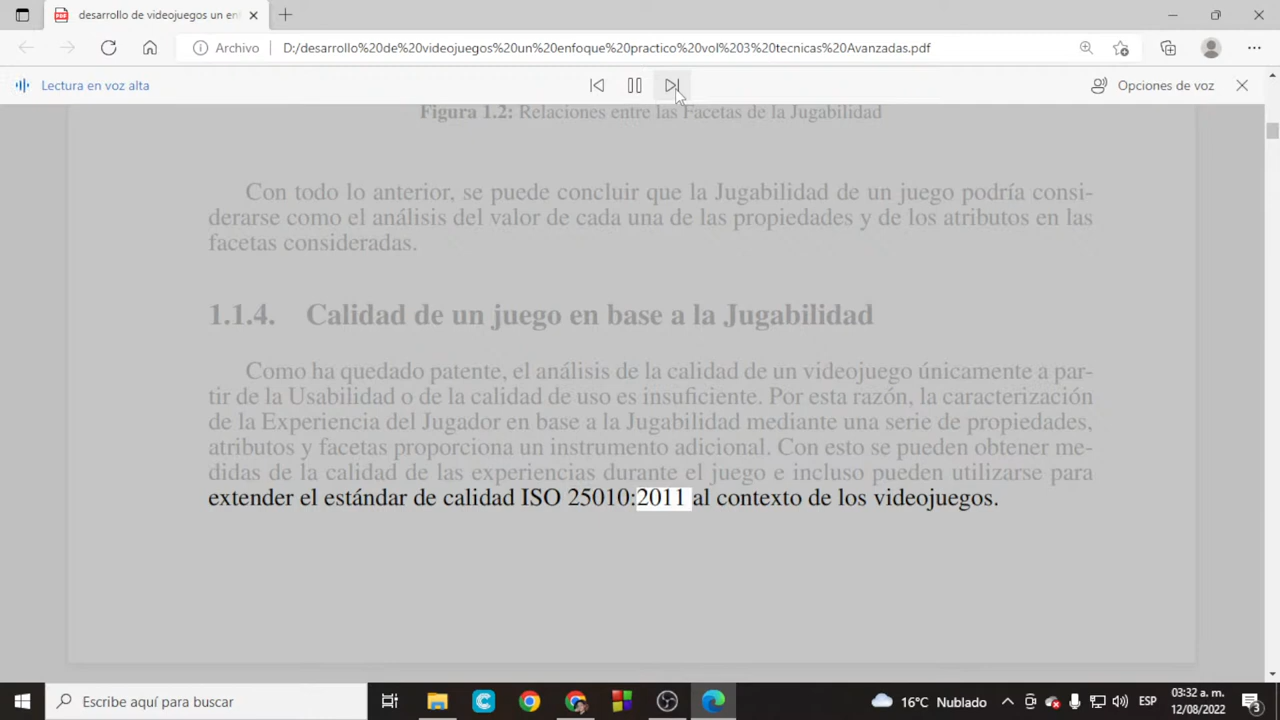 desarrollo de videojuegos un en
Archivo
D:/desarrollo%20de%20videojuegos%20un%20enfoque%20practico%20vol%203%20tecnicas%20Avanzadas.pdf
Lectura en voz alta
Opciones de voz
Figura 1.2: Relaciones entre las Facetas de la Jugabilidad
Con todo lo anterior, se puede concluir que la Jugabilidad de un juego podría consi-
derarse como el análisis del valor de cada una de las propiedades y de los atributos en las
facetas consideradas.
1.1.4. Calidad de un juego en base a la Jugabilidad
Como ha quedado patente, el análisis de la calidad de un videojuego únicamente a par-
tir de la Usabilidad o de la calidad de uso es insuficiente. Por esta razón, la caracterización
de la Experiencia del Jugador en base a la Jugabilidad mediante una serie de propiedades,
atributos y facetas proporciona un instrumento adicional. Con esto se pueden obtener me-
didas de la calidad de las experiencias durante el juego e incluso pueden utilizarse para
extender el estándar de calidad ISO 25010:2011 al contexto de los videojuegos.
Escribe aquí para buscar
16°C Nublado
ESP
03:32 a. m.
12/08/2022
3